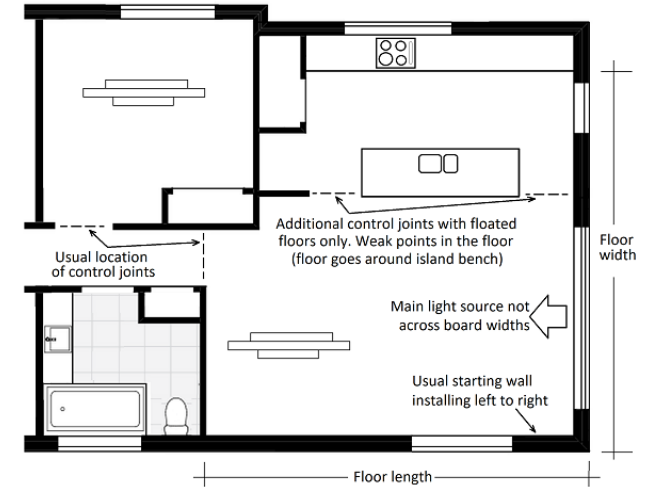 Additional control joints with floated
floors only. Weak points in the floor
(floor goes around island bench)
Usual location
of control joints
Floor
width
Main light source not
across board widths
Usual starting wall
installing left to right
Floor length